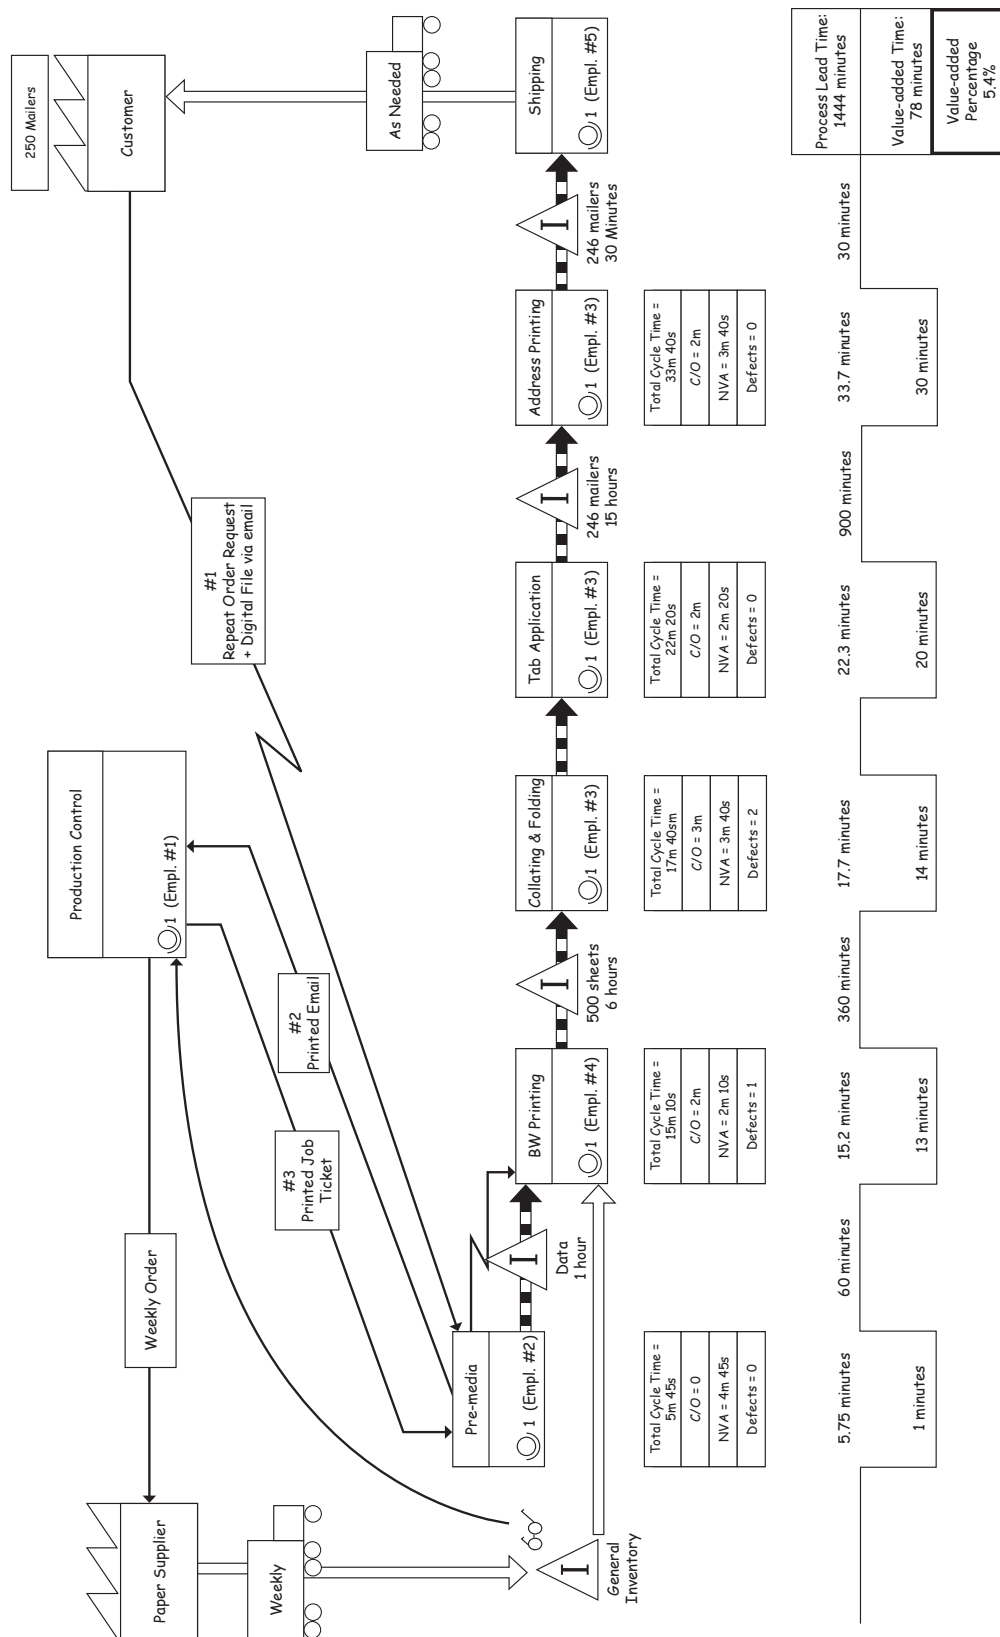 Paper Supplier
Weekly
General
Inventory
Weekly Order
Production Control
1 (Empl. #1)
#3
Printed Job
Ticket
#2
Printed Email
#1
Repeat Order Request
+ Digital File via email
250 Mailers
Customer
As Needed
Pre-media
1 (Empl. #2)
Data
1 hour
I
I
BW Printing
1 (Empl. #4)
I
500 sheets
6 hours
Collating & Folding
1 (Empl. #3)
Tab Application
1 (Empl. #3)
I
246 mailers
15 hours
Address Printing
1 (Empl. #3)
I
246 mailers
30 Minutes
Shipping
1 (Empl. #5)
Total Cycle Time =
5m 45s
C/O = 0
NVA = 4m 45s
Defects = 0
Total Cycle Time =
15m 10s
C/O = 2m
NVA = 2m 10s
Defects = 1
Total Cycle Time =
17m 40sm
C/O = 3m
NVA = 3m 40s
Defects = 2
Total Cycle Time =
22m 20s
C/O = 2m
NVA = 2m 20s
Defects = 0
Total Cycle Time =
33m 40s
C/O = 2m
NVA = 3m 40s
Defects = 0
5.75 minutes
60 minutes
15.2 minutes
360 minutes
17.7 minutes
22.3 minutes
900 minutes
33.7 minutes
30 minutes
1 minutes
13 minutes
14 minutes
20 minutes
30 minutes
Process Lead Time:
1444 minutes
Value-added Time:
78 minutes
Value-added
Percentage
5.4%